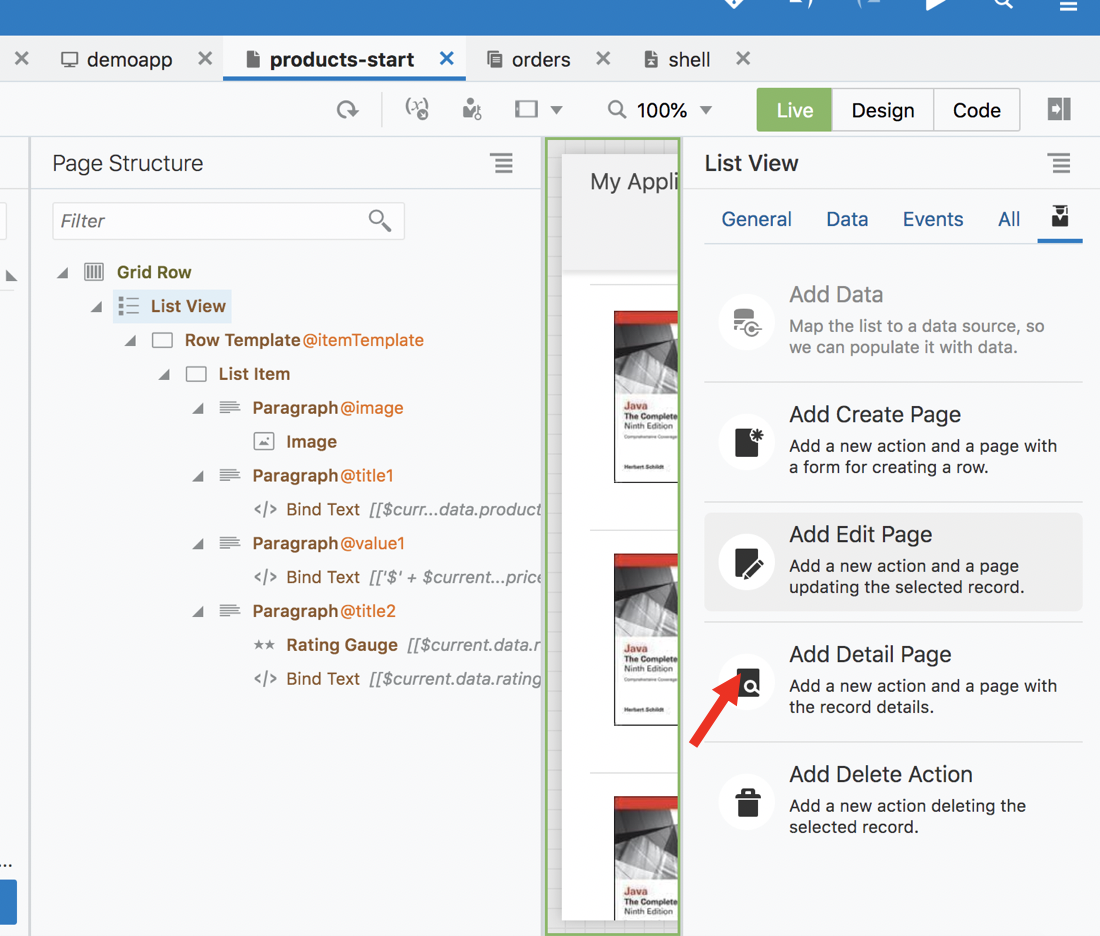 demoapp
products-start
orders
shell
100%
Live
Design
Code
Page Structure
Filter
Grid Row
List View
Row Template@itemTemplate
List Item
Paragraph@image
Image
Paragraph@title1
</> Bind Text [[$curr...data.product
Paragraph@value1
</> Bind Text [['$' + $current...price
Paragraph@title2
Rating Gauge [[$current.data.r
</> Bind Text [[$current.data.rating
...
My Appli
Java
The Complete
Ninth Edition
Comprehensive Coverage
Herbert Schildt
Java
The Complete
Ninth Edition
Comprehensive Coverage
Herbert Schildt
Java
The Complete
Ninth Edition
List View
General
Data
Events
All
Add Data
Map the list to a data source, so
we can populate it with data.
Add Create Page
Add a new action and a page with
a form for creating a row.
Add Edit Page
Add a new action and a page
updating the selected record.
Add Detail Page
Add a new action and a page with
the record details.
Add Delete Action
Add a new action deleting the
selected record.